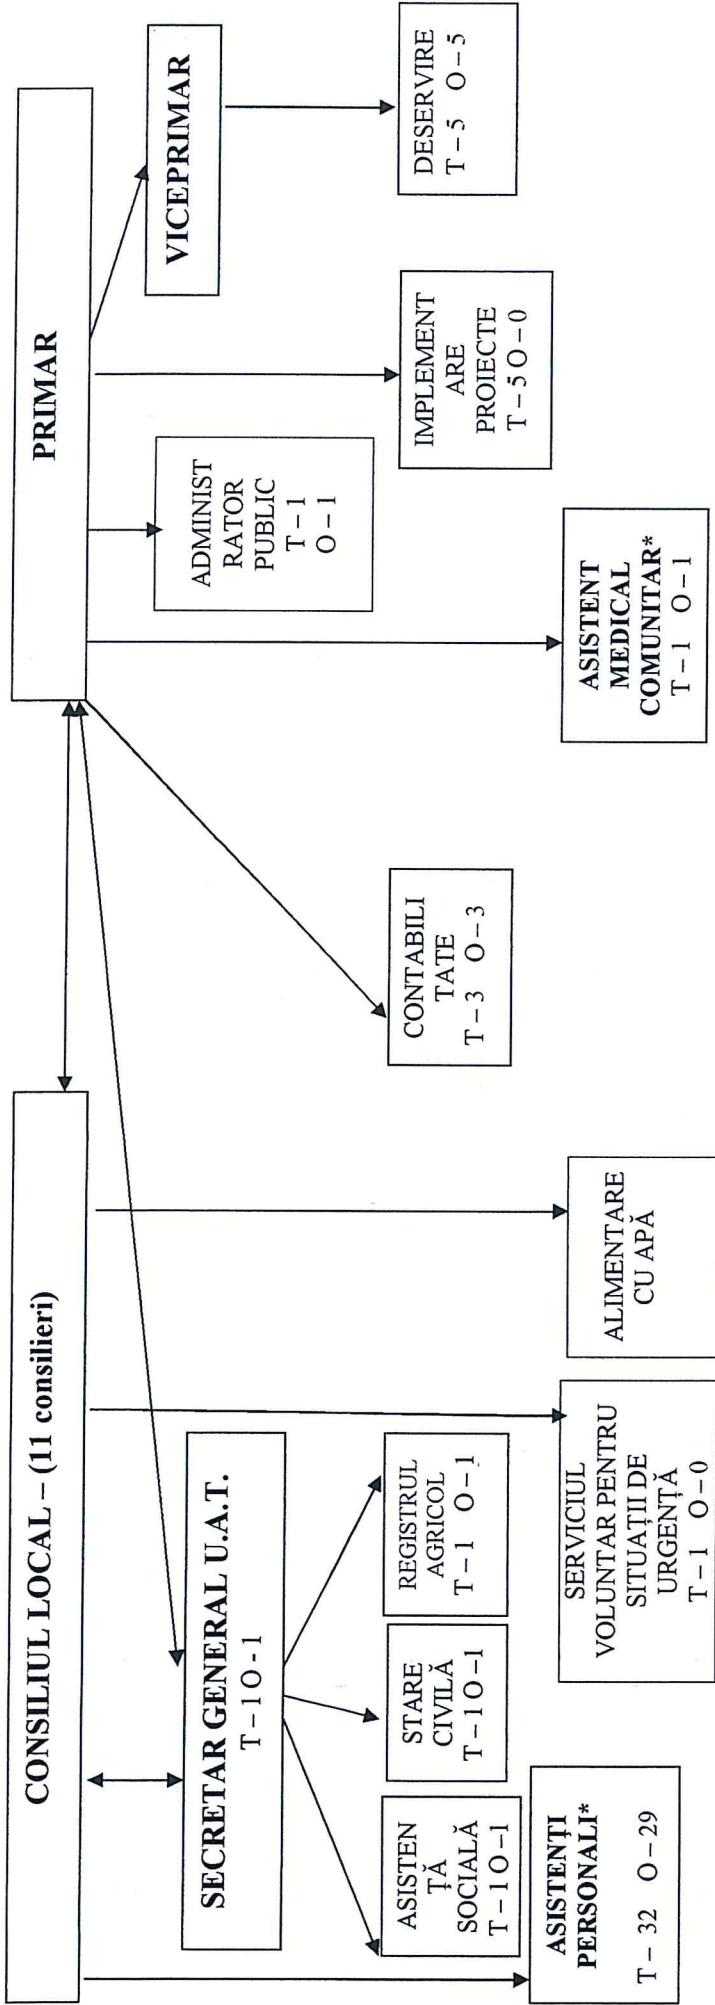 CONSILIUL LOCAL – (11 consilieri)
PRIMAR
SECRETAR GENERAL U.A.T.
T – 1 O -1
ADMINIST
RATOR
PUBLIC
T – 1
O – 1
VICEPRIMAR
ASISTEN
ȚĂ
SOCIALĂ
T – 1 O -1
STARE
CIVILĂ
T – 1 O -1
REGISTRUL
AGRICOL
T – 1 O – 1
CONTABILI
TATE
T – 3 O – 3
IMPLEMENT
ARE
PROIECTE
T – 5 O – 0
DESERVIRE
T – 5 O – 5
ASISTENȚI
PERSONALI*
T – 32 O – 29
SERVICIUL
VOLUNTAR PENTRU
SITUAȚII DE
URGENȚĂ
T – 1 O – 0
ALIMENTARE
CU APĂ
ASISTENT
MEDICAL
COMUNITAR*
T – 1 O – 1